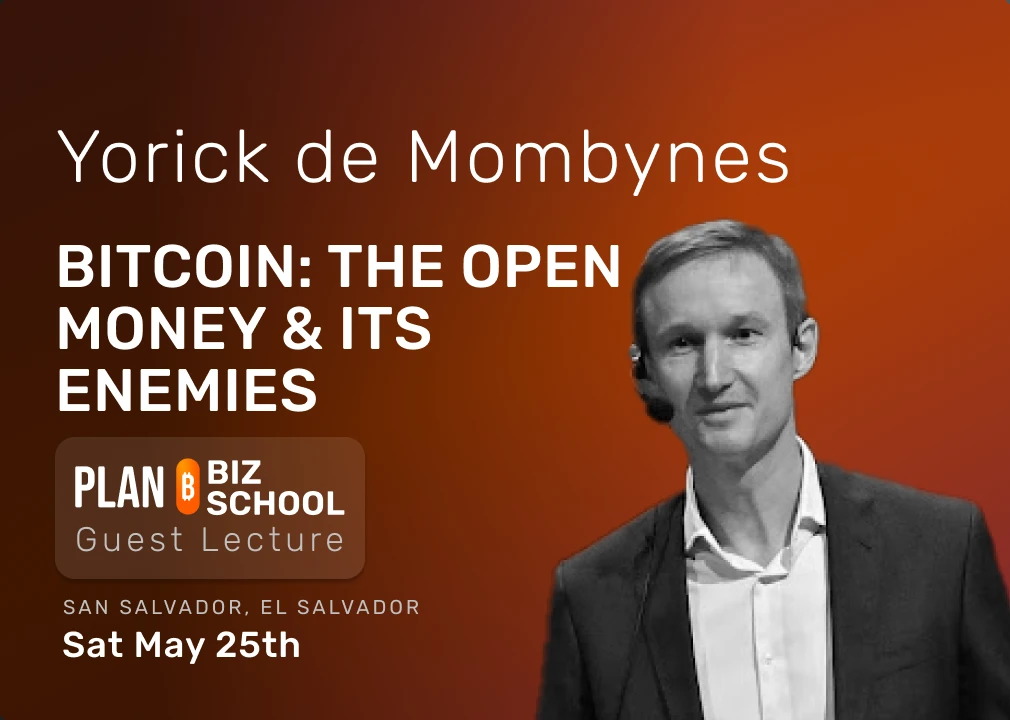 Yorick de Mombynes
BITCOIN: THE OPEN
MONEY & ITS
ENEMIES
PLAN ₿ BIZ
SCHOOL
Guest Lecture
SAN SALVADOR, EL SALVADOR
Sat May 25th